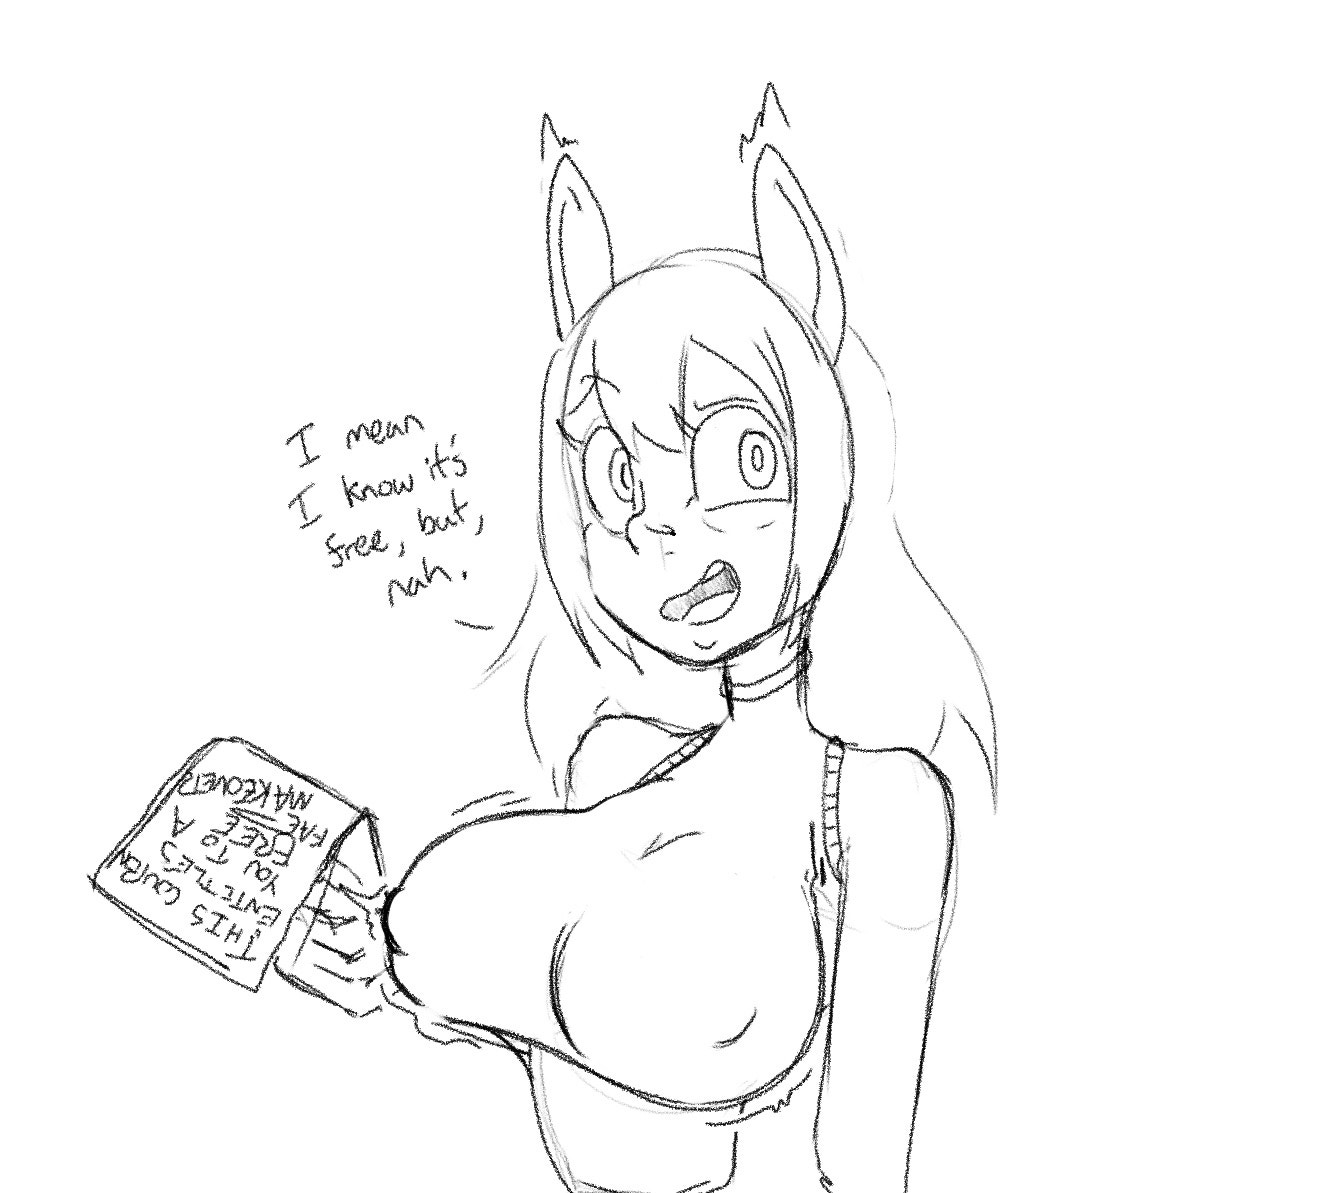 I mean
I know it's
free, but,
nah.
THIS COUPON
ENTITLES
YOU TO A
FREE
FAE
MAKEOVER